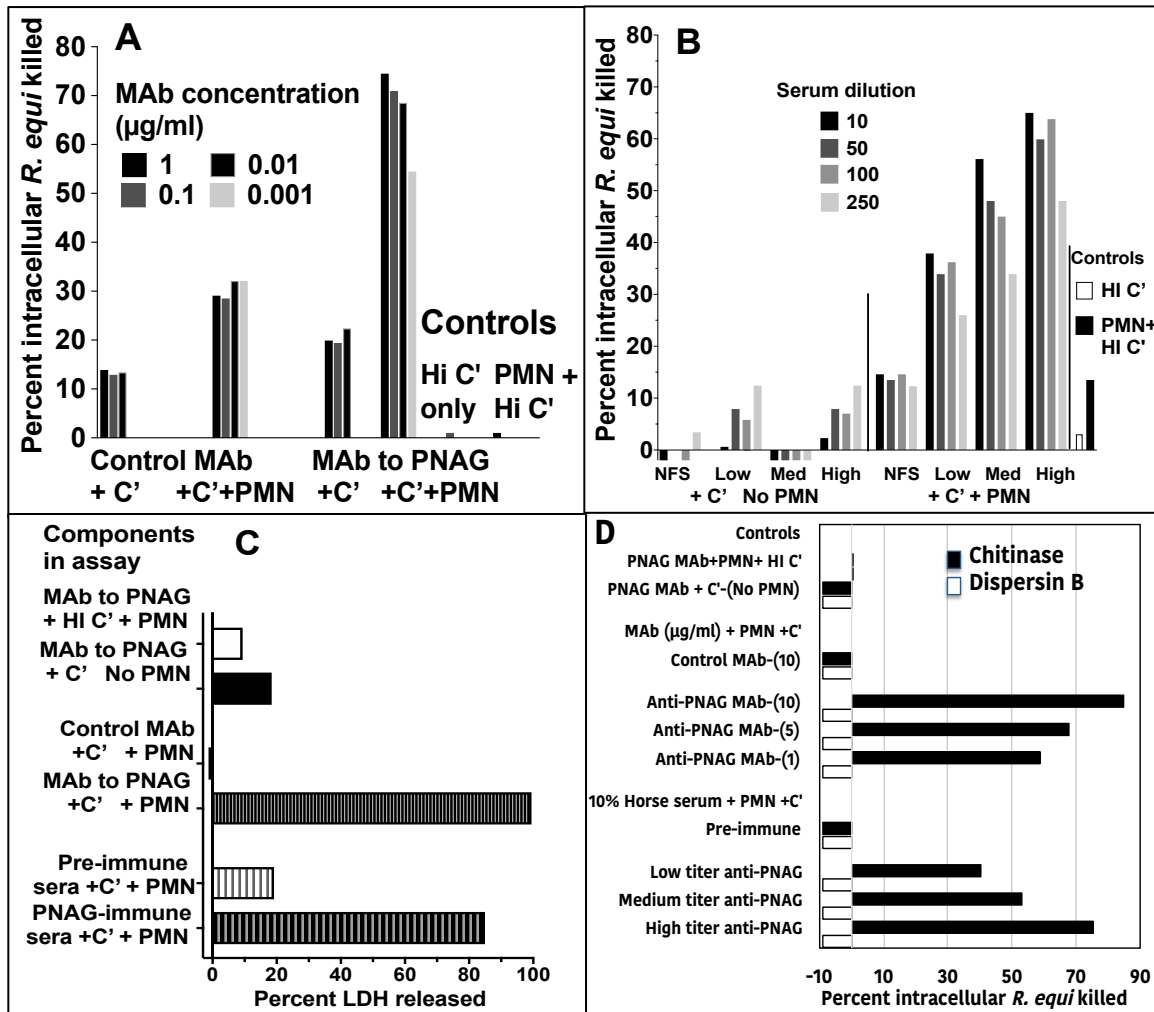 A
Percent intracellular R. equi killed
80
70
60
50
40
30
20
10
0
MAb concentration
(µg/ml)
1
0.01
0.1
0.001
Controls
Hi C' PMN +
only Hi C'
Control MAb
MAb to PNAG
+ C' +C'+PMN
+C' +C'+PMN
B
Percent intracellular R. equi killed
80
70
60
50
40
30
20
10
0
Serum dilution
10
50
100
250
Controls
HI C'
PMN+
HI C'
NFS Low Med High NFS Low Med High
+ C' No PMN + C' + PMN
C
Components
in assay
MAb to PNAG
+ HI C' + PMN
MAb to PNAG
+ C' No PMN
Control MAb
+C' + PMN
MAb to PNAG
+C' + PMN
Pre-immune
sera +C' + PMN
PNAG-immune
sera +C' + PMN
0 20 40 60 80 100
Percent LDH released
D
Chitinase
Dispersin B
Controls
PNAG MAb+PMN+ HI C'
PNAG MAb + C'-(No PMN)
MAb (µg/ml) + PMN +C'
Control MAb-(10)
Anti-PNAG MAb-(10)
Anti-PNAG MAb-(5)
Anti-PNAG MAb-(1)
10% Horse serum + PMN +C'
Pre-immune
Low titer anti-PNAG
Medium titer anti-PNAG
High titer anti-PNAG
-10 10 30 50 70 90
Percent intracellular R. equi killed